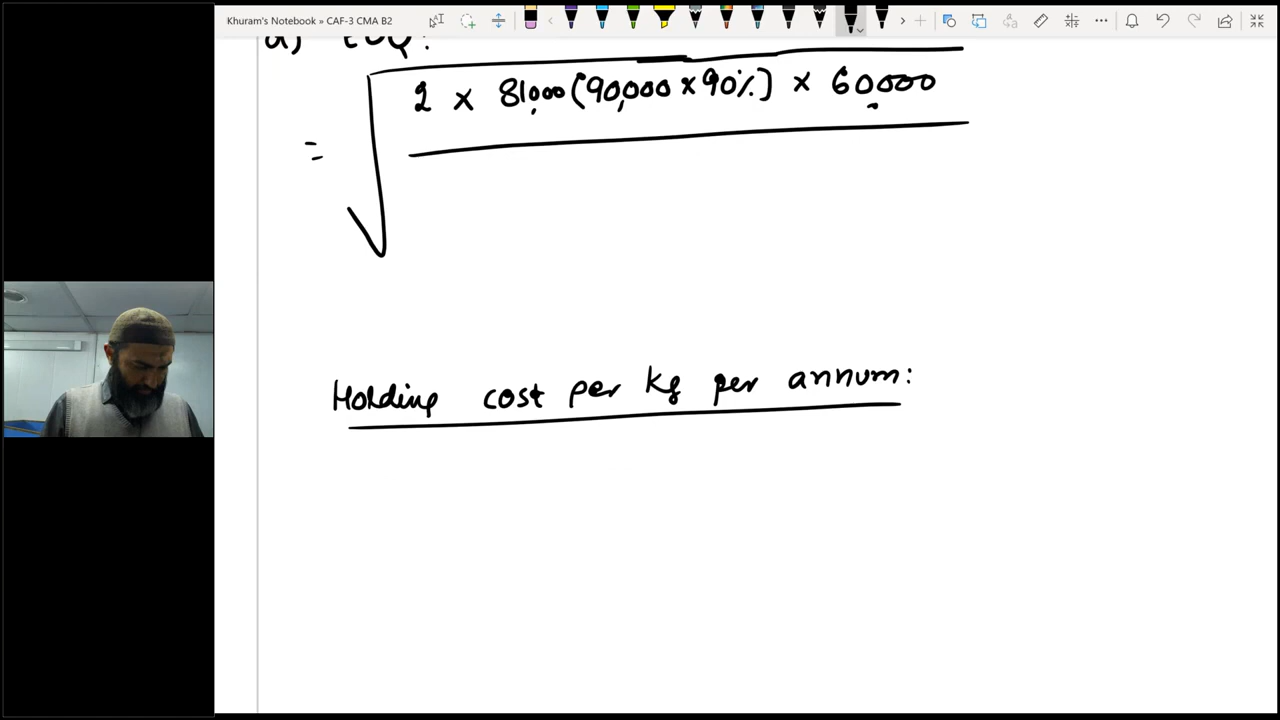 Khuram's Notebook » CAF-3 CMA B2
a) EOQ:
= 2 × 81,000 (90,000 × 90%) × 60,000
Holding cost per kg per annum: